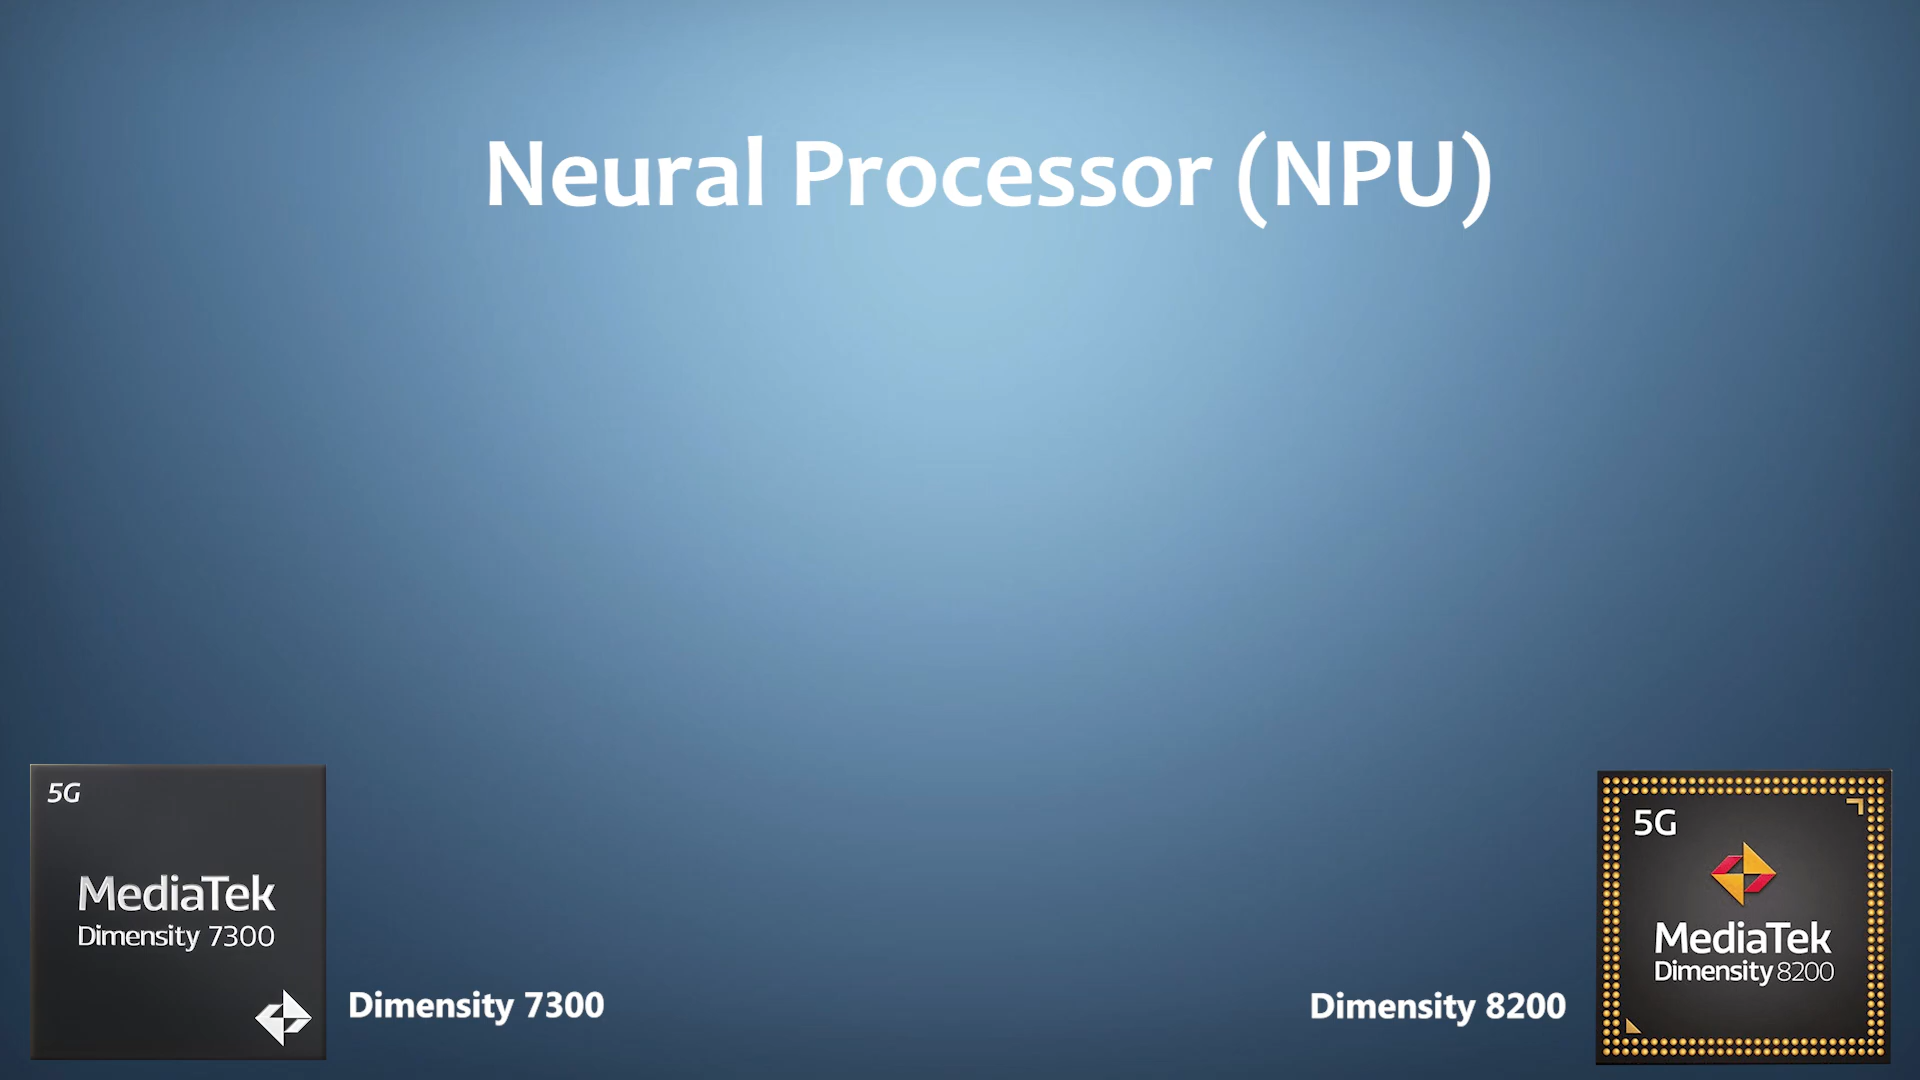 Neural Processor (NPU)
5G
MediaTek
Dimensity 7300
Dimensity 7300
Dimensity 8200
5G
MediaTek
Dimensity 8200